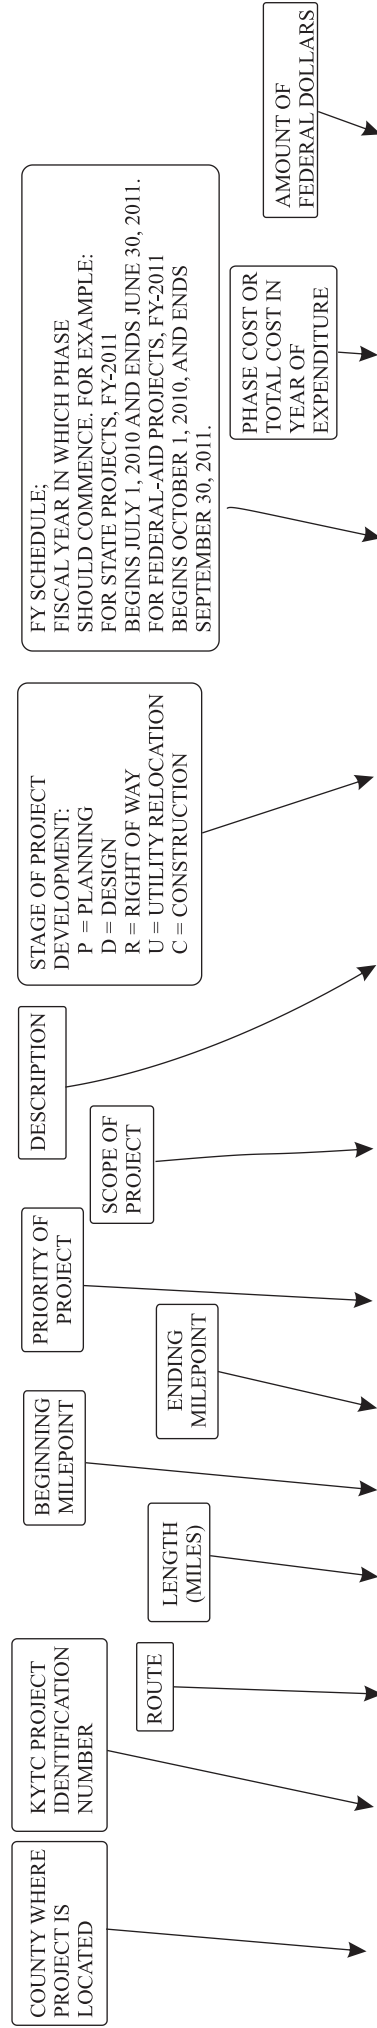 COUNTY WHERE
PROJECT IS
LOCATED
KYTC PROJECT
IDENTIFICATION
NUMBER
ROUTE
LENGTH
(MILES)
BEGINNING
MILEPOINT
ENDING
MILEPOINT
PRIORITY OF
PROJECT
SCOPE OF
PROJECT
DESCRIPTION
STAGE OF PROJECT
DEVELOPMENT:
P = PLANNING
D = DESIGN
R = RIGHT OF WAY
U = UTILITY RELOCATION
C = CONSTRUCTION
FY SCHEDULE;
FISCAL YEAR IN WHICH PHASE
SHOULD COMMENCE. FOR EXAMPLE:
FOR STATE PROJECTS, FY-2011
BEGINS JULY 1, 2010 AND ENDS JUNE 30, 2011.
FOR FEDERAL-AID PROJECTS, FY-2011
BEGINS OCTOBER 1, 2010, AND ENDS
SEPTEMBER 30, 2011.
PHASE COST OR
TOTAL COST IN
YEAR OF
EXPENDITURE
AMOUNT OF
FEDERAL DOLLARS